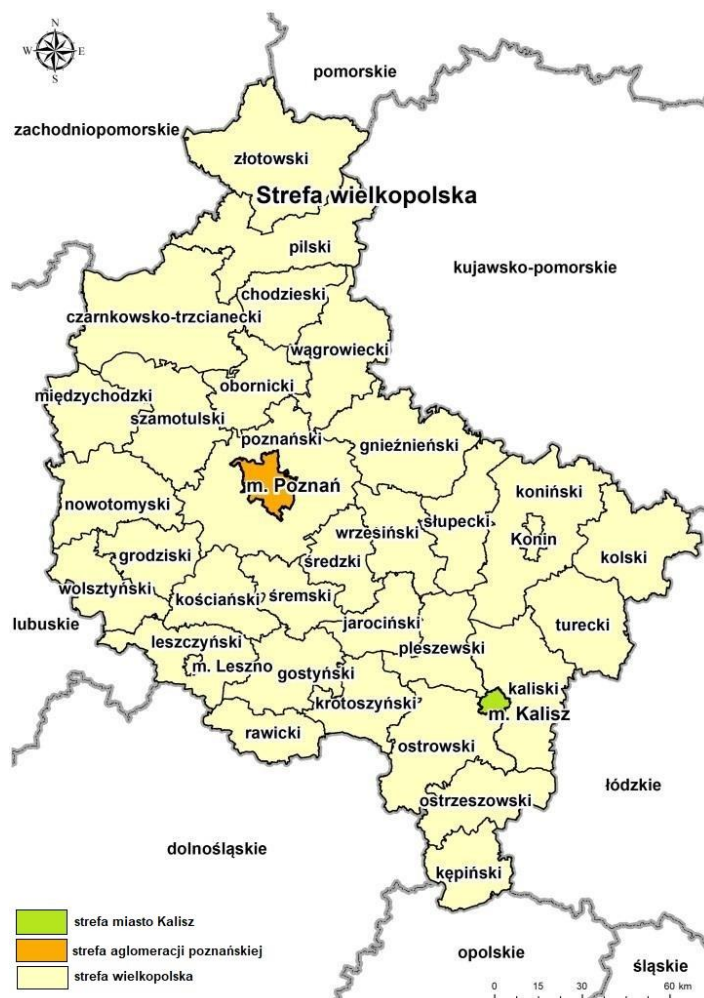 N
W E
S
pomorskie
zachodniopomorskie
złotowski
Strefa wielkopolska
pilski
kujawsko-pomorskie
chodzieski
czarnkowsko-trzcianecki
wągrowiecki
obornicki
międzychodzki
szamotulski
poznański
gnieźnieński
m. Poznań
koniński
nowotomyski
słupecki
wrzesiński
Konin
grodziski
średzki
kolski
wolsztyński
kościański
śremski
lubuskie
jarociński
turecki
leszczyński
pleszewski
m. Leszno
gostyński
kaliski
krotoszyński
m. Kalisz
rawicki
ostrowski
łódzkie
ostrzeszowski
dolnośląskie
kępiński
strefa miasto Kalisz
strefa aglomeracji poznańskiej
strefa wielkopolska
opolskie
śląskie
0 15 30 60 km